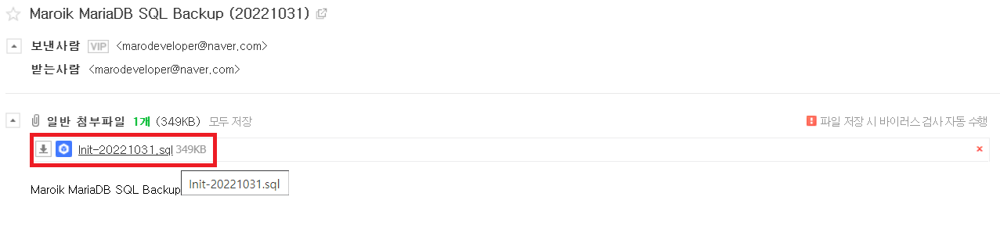 Maroik MariaDB SQL Backup (20221031)
보낸사람 VIP <marodeveloper@naver.com>
받는사람 <marodeveloper@naver.com>
일반 첨부파일 1개 (349KB) 모두 저장 파일 저장 시 바이러스 검사 자동 수행
Init-20221031.sql 349KB
Init-20221031.sql
Maroik MariaDB SQL Backup